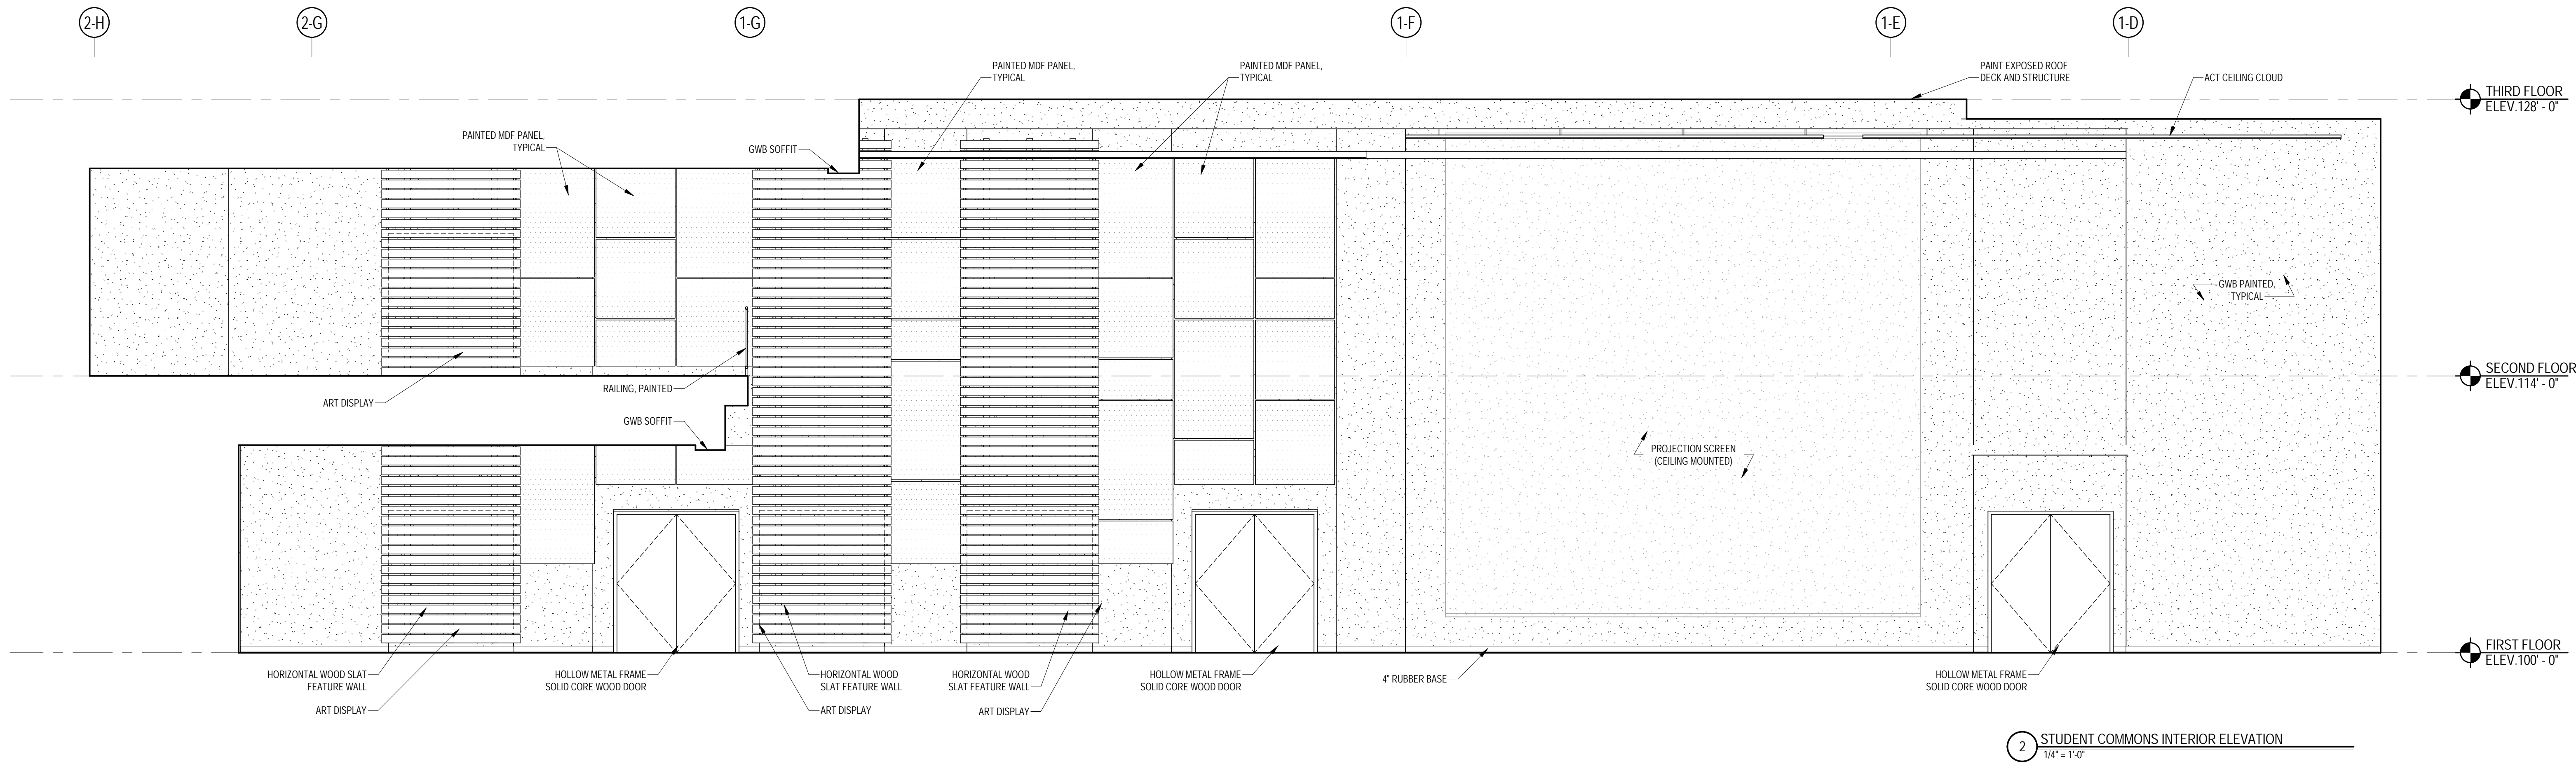 2-H
2-G
1-G
1-F
1-E
1-D
PAINTED MDF PANEL,
TYPICAL
PAINTED MDF PANEL,
TYPICAL
PAINT EXPOSED ROOF
DECK AND STRUCTURE
ACT CEILING CLOUD
THIRD FLOOR
ELEV.128' - 0"
PAINTED MDF PANEL,
TYPICAL
GWB SOFFIT
GWB PAINTED,
TYPICAL
SECOND FLOOR
ELEV.114' - 0"
RAILING, PAINTED
ART DISPLAY
GWB SOFFIT
PROJECTION SCREEN
(CEILING MOUNTED)
FIRST FLOOR
ELEV.100' - 0"
HORIZONTAL WOOD SLAT
FEATURE WALL
ART DISPLAY
HOLLOW METAL FRAME
SOLID CORE WOOD DOOR
HORIZONTAL WOOD
SLAT FEATURE WALL
ART DISPLAY
HORIZONTAL WOOD
SLAT FEATURE WALL
ART DISPLAY
HOLLOW METAL FRAME
SOLID CORE WOOD DOOR
4" RUBBER BASE
HOLLOW METAL FRAME
SOLID CORE WOOD DOOR
2
STUDENT COMMONS INTERIOR ELEVATION
1/4" = 1'-0"